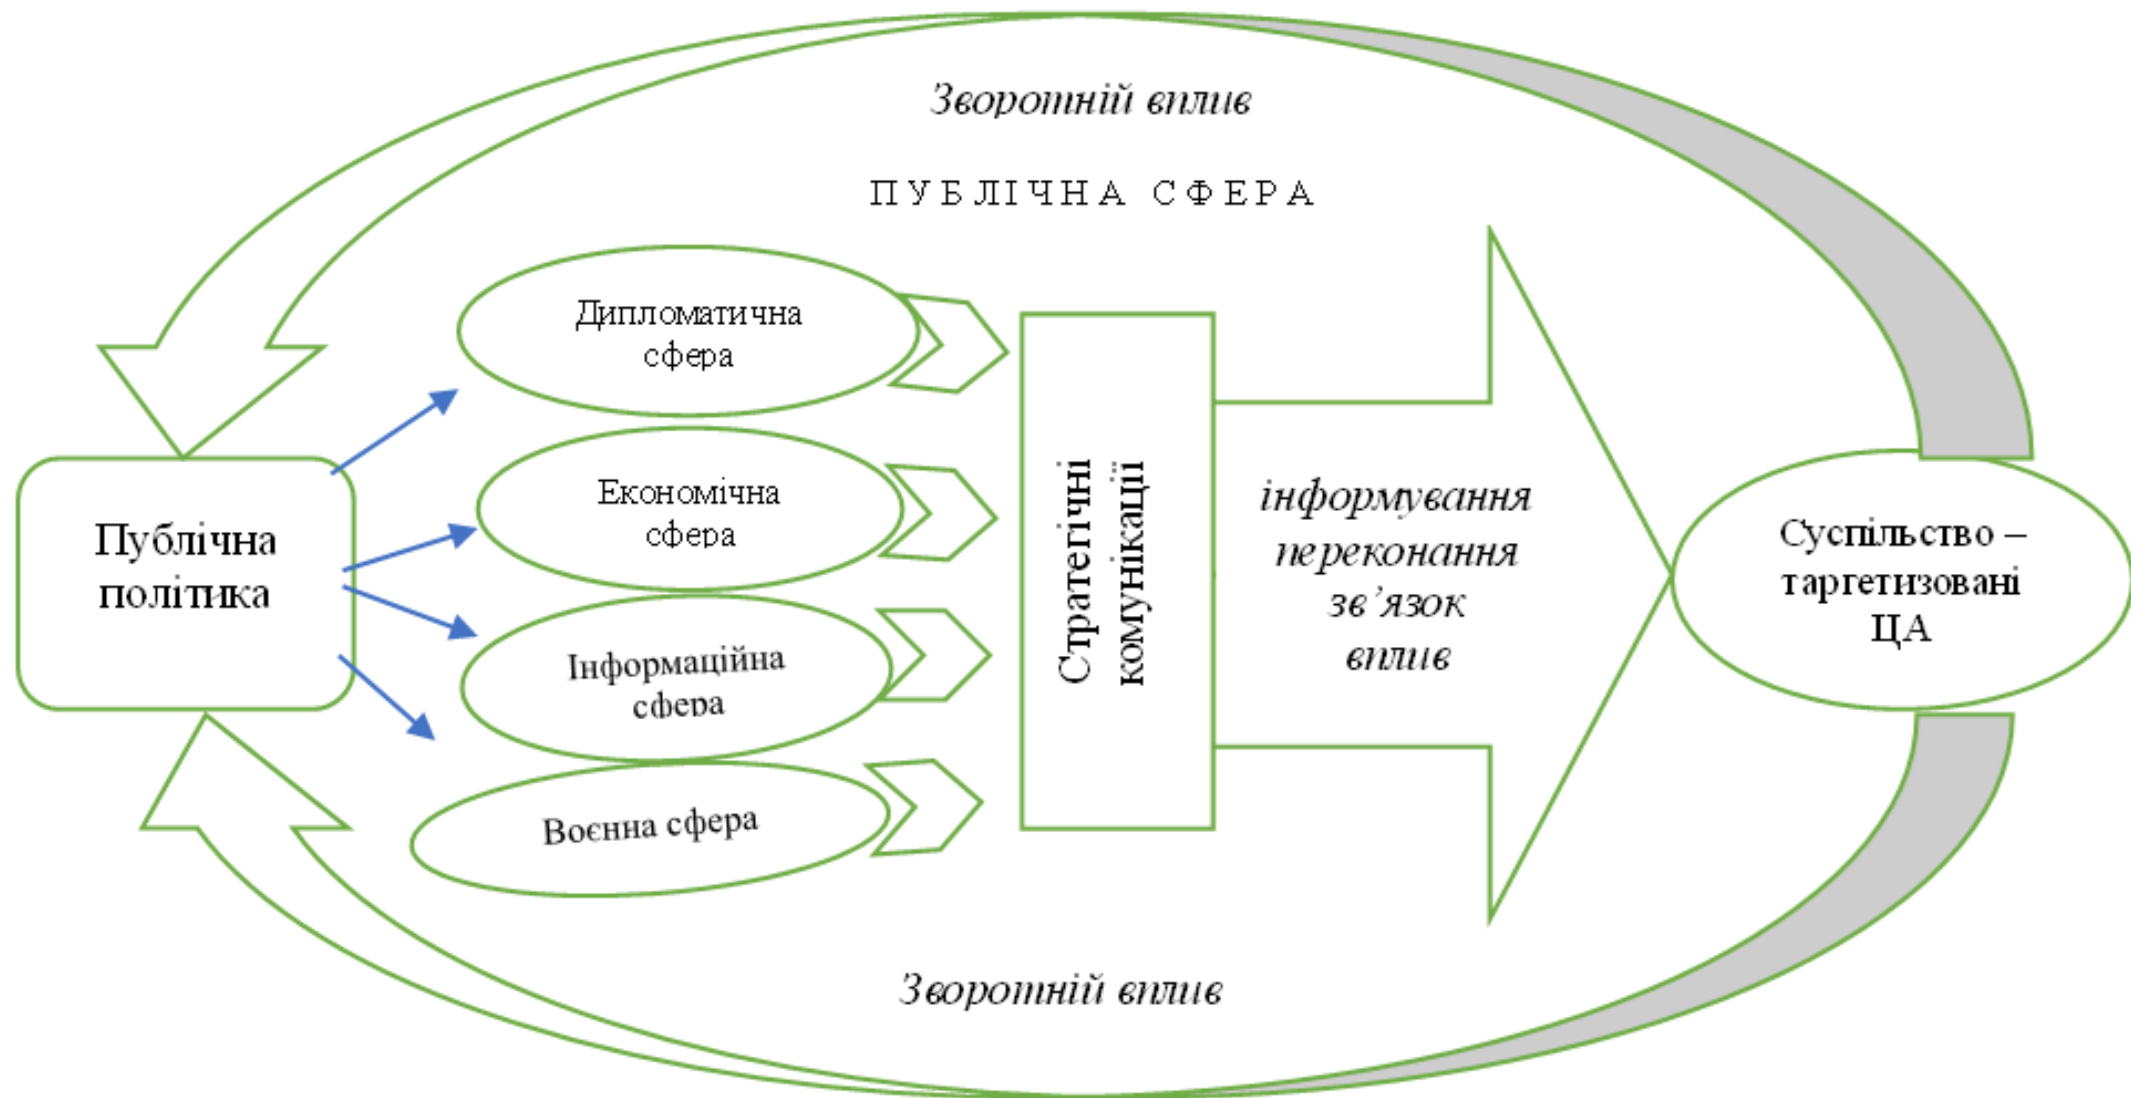 Зворотній вплив
ПУБЛІЧНА СФЕРА
Дипломатична
сфера
Економічна
сфера
Інформаційна
сфера
Воєнна сфера
Публічна
політика
Стратегічні
комунікації
інформування
переконання
зв’язок
вплив
Суспільство –
таргетизовані
ЦА
Зворотній вплив